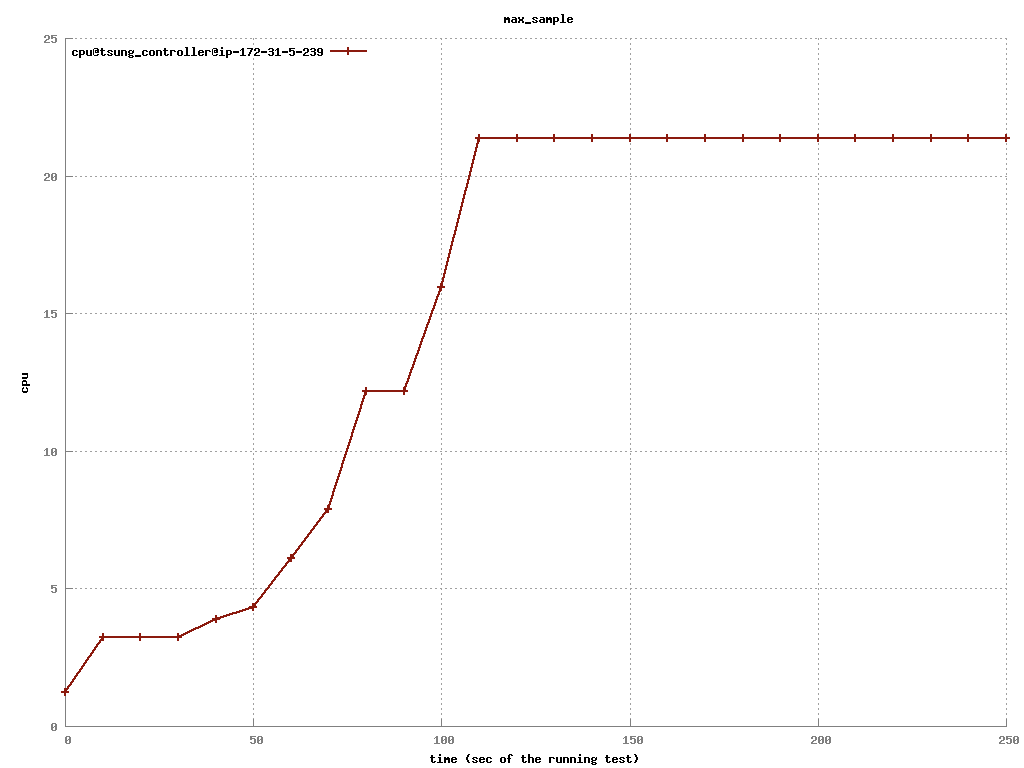 max_sample
cpu@tsung_controller@ip-172-31-5-239
25
20
15
10
5
0
cpu
0 50 100 150 200 250
time (sec of the running test)